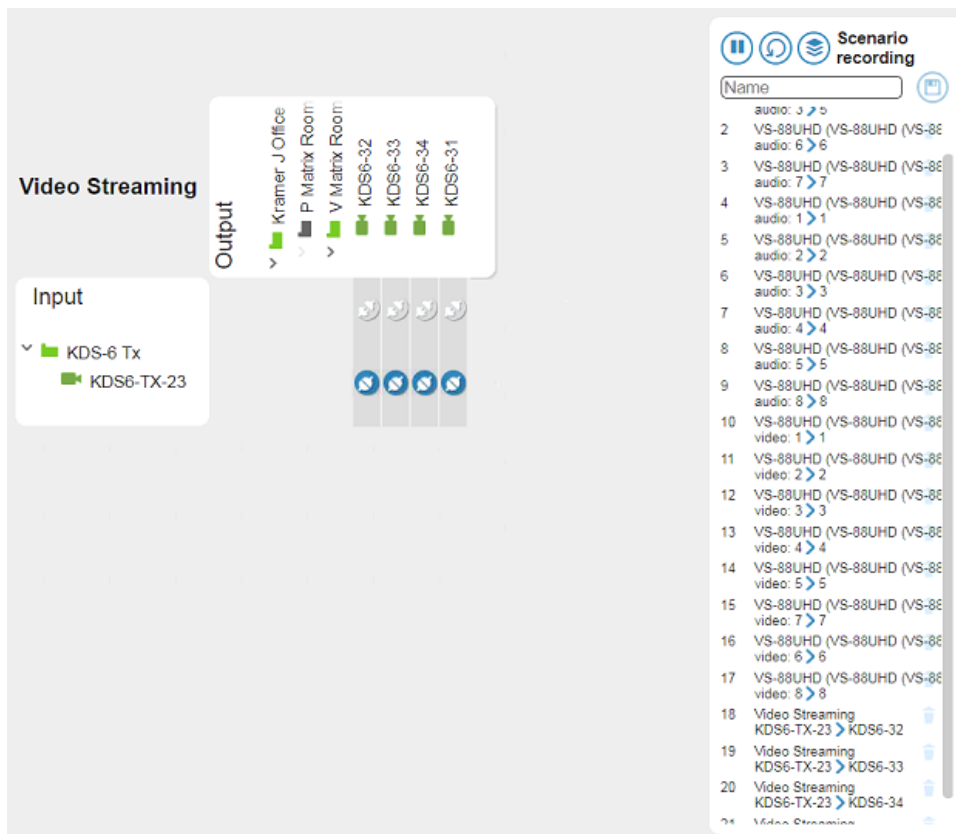 Scenario
recording
Name
Video Streaming
Output
Kramer J Office
P Matrix Room
V Matrix Room
KDS6-32
KDS6-33
KDS6-34
KDS6-31
Input
KDS-6 Tx
KDS6-TX-23
audio: 3 > 5
2 VS-88UHD (VS-88UHD (VS-88
audio: 6 > 6
3 VS-88UHD (VS-88UHD (VS-88
audio: 7 > 7
4 VS-88UHD (VS-88UHD (VS-88
audio: 1 > 1
5 VS-88UHD (VS-88UHD (VS-88
audio: 2 > 2
6 VS-88UHD (VS-88UHD (VS-88
audio: 3 > 3
7 VS-88UHD (VS-88UHD (VS-88
audio: 4 > 4
8 VS-88UHD (VS-88UHD (VS-88
audio: 5 > 5
9 VS-88UHD (VS-88UHD (VS-88
audio: 8 > 8
10 VS-88UHD (VS-88UHD (VS-88
video: 1 > 1
11 VS-88UHD (VS-88UHD (VS-88
video: 2 > 2
12 VS-88UHD (VS-88UHD (VS-88
video: 3 > 3
13 VS-88UHD (VS-88UHD (VS-88
video: 4 > 4
14 VS-88UHD (VS-88UHD (VS-88
video: 5 > 5
15 VS-88UHD (VS-88UHD (VS-88
video: 7 > 7
16 VS-88UHD (VS-88UHD (VS-88
video: 6 > 6
17 VS-88UHD (VS-88UHD (VS-88
video: 8 > 8
18 Video Streaming
KDS6-TX-23 > KDS6-32
19 Video Streaming
KDS6-TX-23 > KDS6-33
20 Video Streaming
KDS6-TX-23 > KDS6-34
21 Video Streaming